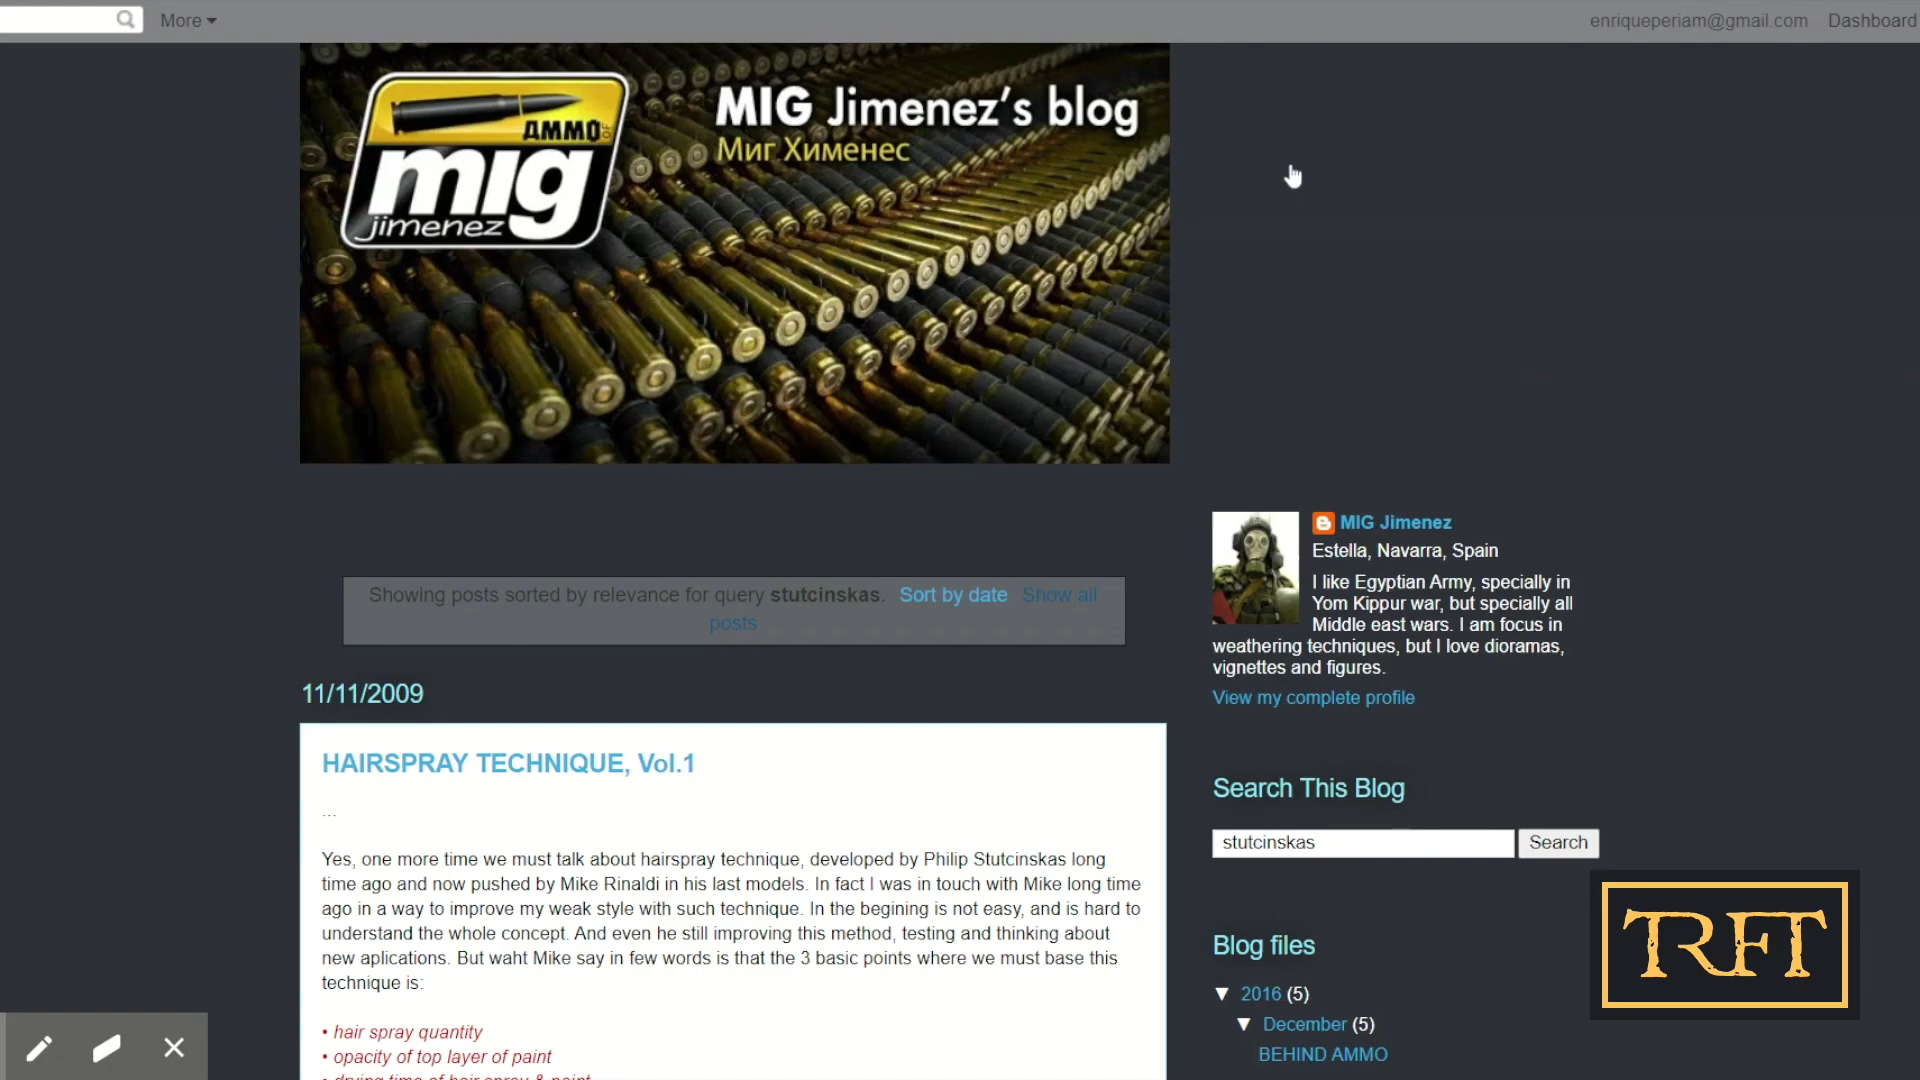 More
enriqueperiam@gmail.com
Dashboard
AMMO OF
mig
jimenez
MIG Jimenez's blog
Миг Хименес
Showing posts sorted by relevance for query stutcinskas. Sort by date Show all
posts
11/11/2009
HAIRSPRAY TECHNIQUE, Vol.1
...
Yes, one more time we must talk about hairspray technique, developed by Philip Stutcinskas long
time ago and now pushed by Mike Rinaldi in his last models. In fact I was in touch with Mike long time
ago in a way to improve my weak style with such technique. In the begining is not easy, and is hard to
understand the whole concept. And even he still improving this method, testing and thinking about
new aplications. But waht Mike say in few words is that the 3 basic points where we must base this
technique is:
• hair spray quantity
• opacity of top layer of paint
• drying time of hair spray & paint
MIG Jimenez
Estella, Navarra, Spain
I like Egyptian Army, specially in
Yom Kippur war, but specially all
Middle east wars. I am focus in
weathering techniques, but I love dioramas,
vignettes and figures.
View my complete profile
Search This Blog
stutcinskas
Search
Blog files
▼ 2016 (5)
▼ December (5)
BEHIND AMMO
TRFT